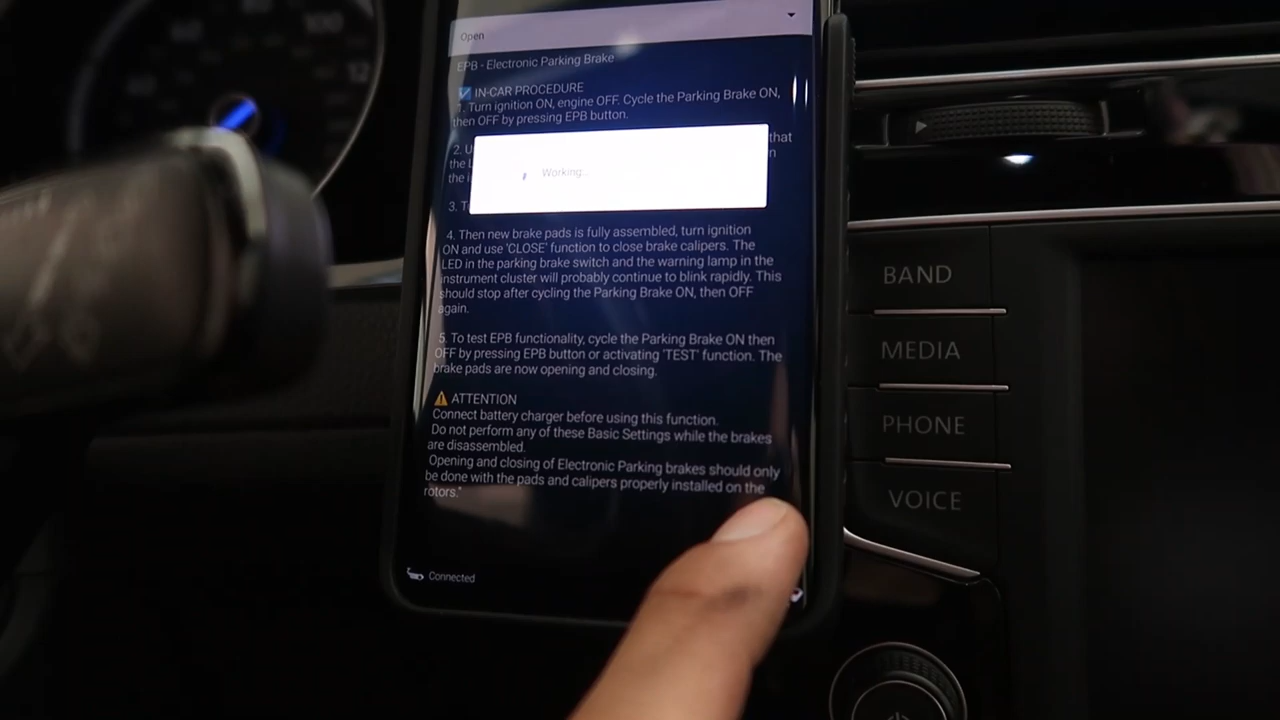 Open
EPB - Electronic Parking Brake
IN-CAR PROCEDURE
1. Turn ignition ON, engine OFF. Cycle the Parking Brake ON,
then OFF by pressing EPB button.
2. U
that
the
the
Working...
3. T
4. Then new brake pads is fully assembled, turn ignition
ON and use 'CLOSE' function to close brake calipers. The
LED in the parking brake switch and the warning lamp in the
instrument cluster will probably continue to blink rapidly. This
should stop after cycling the Parking Brake ON, then OFF
again.
5. To test EPB functionality, cycle the Parking Brake ON then
OFF by pressing EPB button or activating 'TEST' function. The
brake pads are now opening and closing.
ATTENTION
Connect battery charger before using this function.
Do not perform any of these Basic Settings while the brakes
are disassembled.
Opening and closing of Electronic Parking brakes should only
be done with the pads and calipers properly installed on the
rotors."
Connected
BAND
MEDIA
PHONE
VOICE